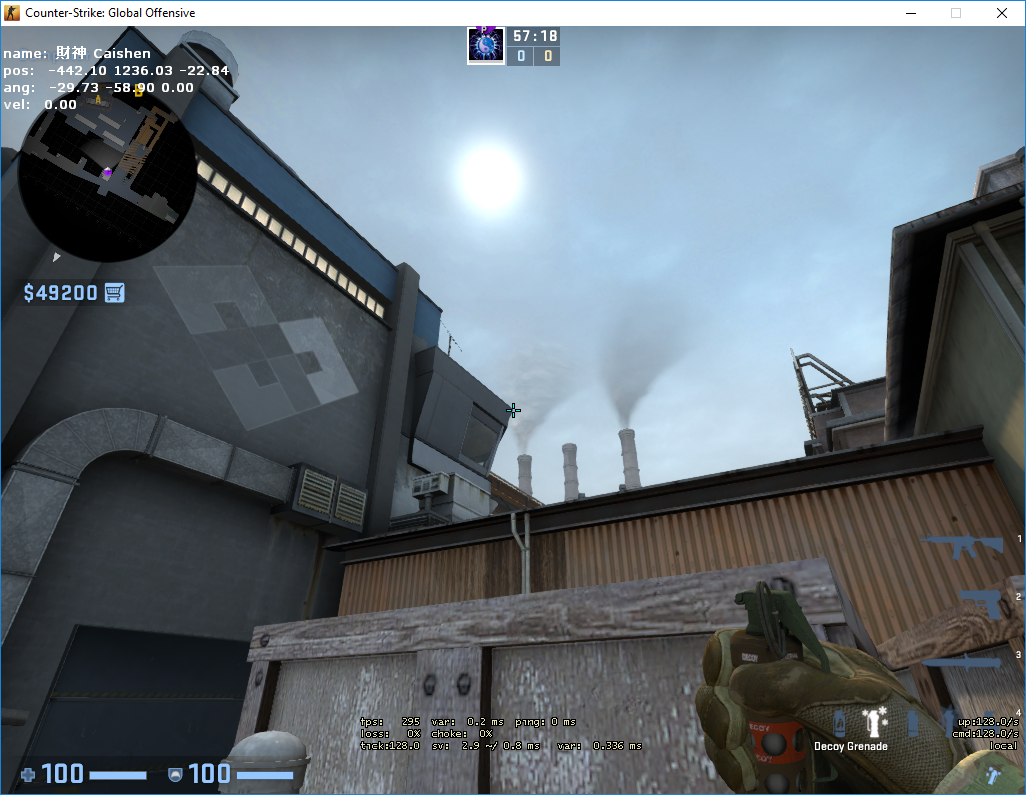 Counter-Strike: Global Offensive
name: 財神 Caishen
pos: -442.10 1236.03 -22.84
ang: -29.73 -58.90 0.00
vel: 0.00
57:18
0 0
A
B
$49200
1
2
3
4
fps: 295 var: 0.2 ms ping: 0 ms
loss: 0% choke: 0%
tick:128.0 sv: 2.9 ~/ 0.8 ms var: 0.336 ms
up:128.0/s
cmd:128.0/s
local
Decoy Grenade
DECOY
100
100